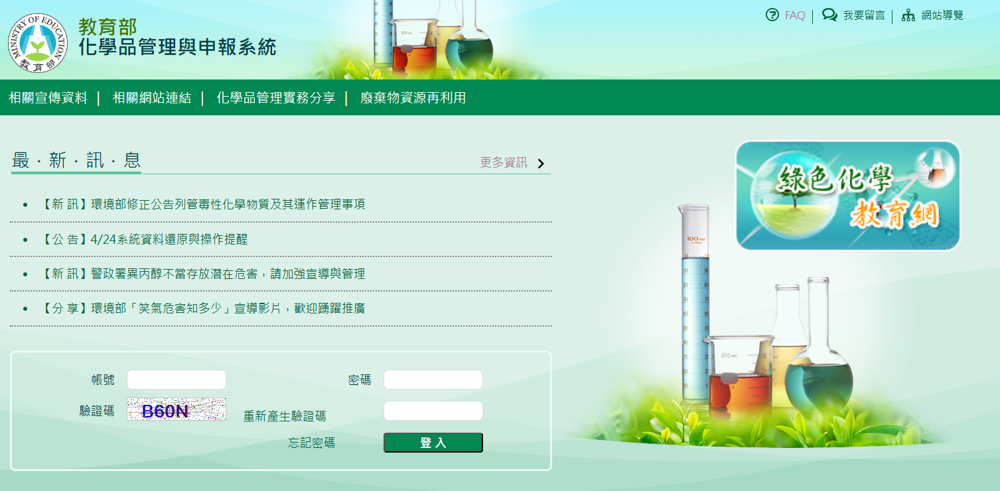 FAQ | 我要留言 | 網站導覽
MINISTRY OF EDUCATION
教育部
教育部
化學品管理與申報系統
200 ml
相關宣傳資料 | 相關網站連結 | 化學品管理實務分享 | 廢棄物資源再利用
最．新．訊．息
更多資訊
【新 訊】環境部修正公告列管毒性化學物質及其運作管理事項
【公 告】4/24系統資料還原與操作提醒
【新 訊】警政署異丙醇不當存放潛在危害，請加強宣導與管理
【分 享】環境部「笑氣危害知多少」宣導影片，歡迎踴躍推廣
綠色化學
教育網
100 ml
200 ml
帳號
密碼
驗證碼
B60N
重新產生驗證碼
忘記密碼
登 入